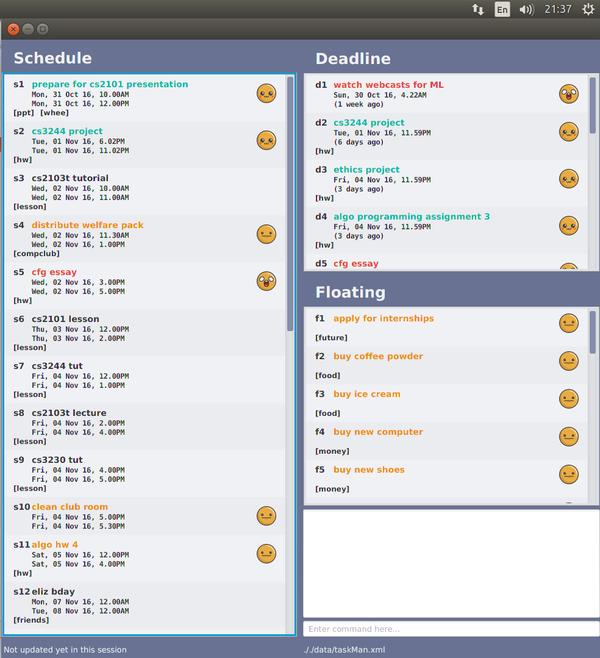 En 21:37
Schedule
s1 prepare for cs2101 presentation
Mon, 31 Oct 16, 10.00AM
Mon, 31 Oct 16, 12.00PM
[ppt] [whee]
s2 cs3244 project
Tue, 01 Nov 16, 6.02PM
Tue, 01 Nov 16, 11.02PM
[hw]
s3 cs2103t tutorial
Wed, 02 Nov 16, 10.00AM
Wed, 02 Nov 16, 11.00AM
[lesson]
s4 distribute welfare pack
Wed, 02 Nov 16, 11.30AM
Wed, 02 Nov 16, 1.00PM
[compclub]
s5 cfg essay
Wed, 02 Nov 16, 3.00PM
Wed, 02 Nov 16, 5.00PM
[hw]
s6 cs2101 lesson
Thu, 03 Nov 16, 12.00PM
Thu, 03 Nov 16, 2.00PM
[lesson]
s7 cs3244 tut
Fri, 04 Nov 16, 12.00PM
Fri, 04 Nov 16, 1.00PM
[lesson]
s8 cs2103t lecture
Fri, 04 Nov 16, 2.00PM
Fri, 04 Nov 16, 4.00PM
[lesson]
s9 cs3230 tut
Fri, 04 Nov 16, 4.00PM
Fri, 04 Nov 16, 5.00PM
[lesson]
s10 clean club room
Fri, 04 Nov 16, 5.00PM
Fri, 04 Nov 16, 5.30PM
s11 algo hw 4
Sat, 05 Nov 16, 12.00PM
Sat, 05 Nov 16, 4.00PM
[hw]
s12 eliz bday
Mon, 07 Nov 16, 12.00AM
Tue, 08 Nov 16, 12.00AM
[friends]
Deadline
d1 watch webcasts for ML
Sun, 30 Oct 16, 4.22AM
(1 week ago)
d2 cs3244 project
Tue, 01 Nov 16, 11.59PM
(6 days ago)
[hw]
d3 ethics project
Fri, 04 Nov 16, 11.59PM
(3 days ago)
[hw]
d4 algo programming assignment 3
Fri, 04 Nov 16, 11.59PM
(3 days ago)
[hw]
d5 cfg essay
Floating
f1 apply for internships
[future]
f2 buy coffee powder
[food]
f3 buy ice cream
[food]
f4 buy new computer
[money]
f5 buy new shoes
[money]
Enter command here...
Not updated yet in this session
././data/taskMan.xml